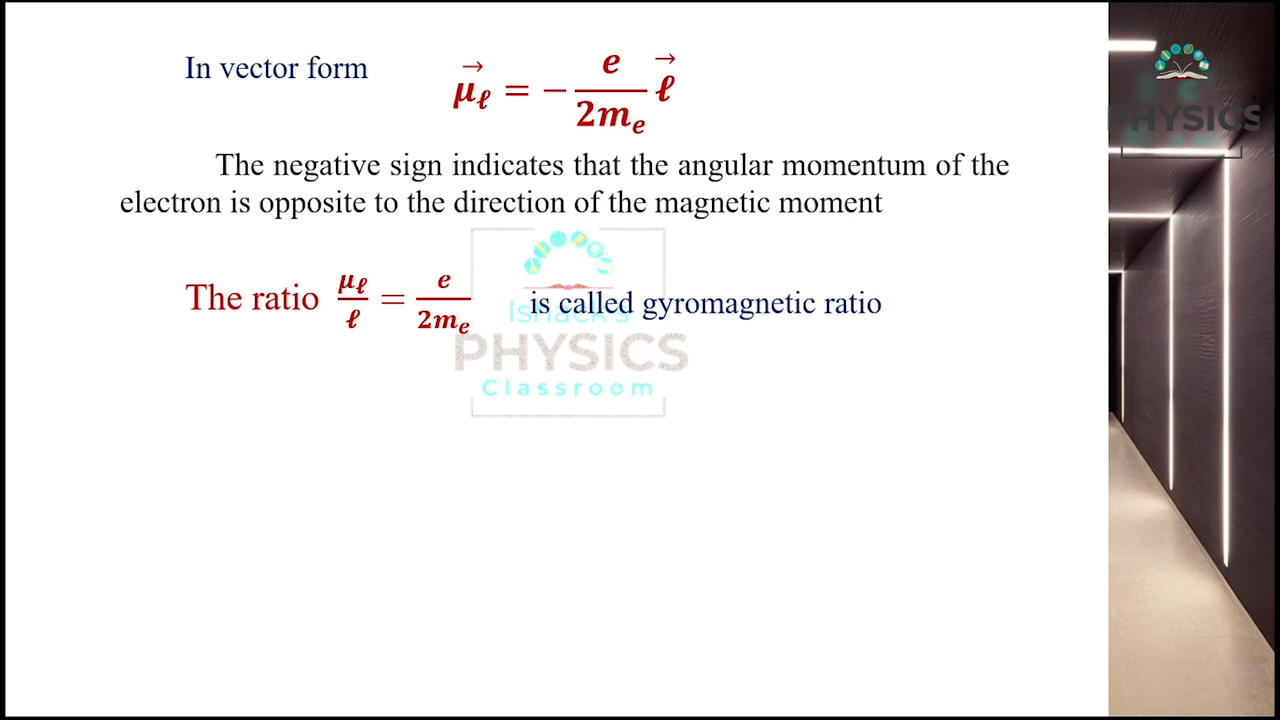 In vector form μ⃗ℓ = − e/2mₑ ℓ⃗
The negative sign indicates that the angular momentum of the
electron is opposite to the direction of the magnetic moment
The ratio μℓ/ℓ = e/2mₑ is called gyromagnetic ratio
Ishack's
PHYSICS
Classroom
PHYSICS